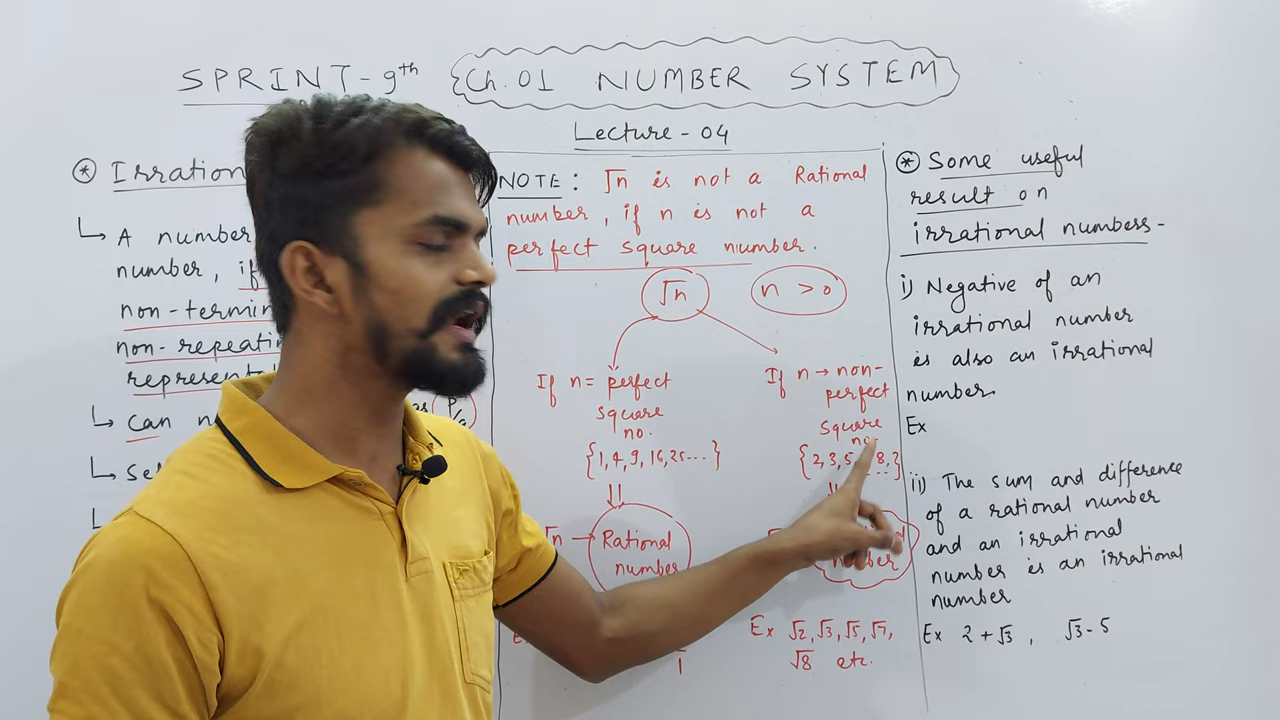 SPRINT-9th Ch.01 NUMBER SYSTEM
Lecture-04
* Irration
↳ A number
number, if
non-termin
non-repeati
represent
↳ can n
P/q
↳ se
NOTE: √n is not a Rational
number, if n is not a
perfect square number.
√n n > 0
If n = perfect
square
no.
{1,4,9,16,25...}
⇓
√n → Rational
number
If n → non-
perfect
square
no.
{2,3,5 8,}
...
Ex √2, √3, √5, √7,
√8 etc.
* Some useful
result on
irrational numbers-
i) Negative of an
irrational number
is also an irrational
number.
Ex
ii) The sum and difference
of a rational number
and an irrational
number is an irrational
number
Ex 2+√3, √3-5